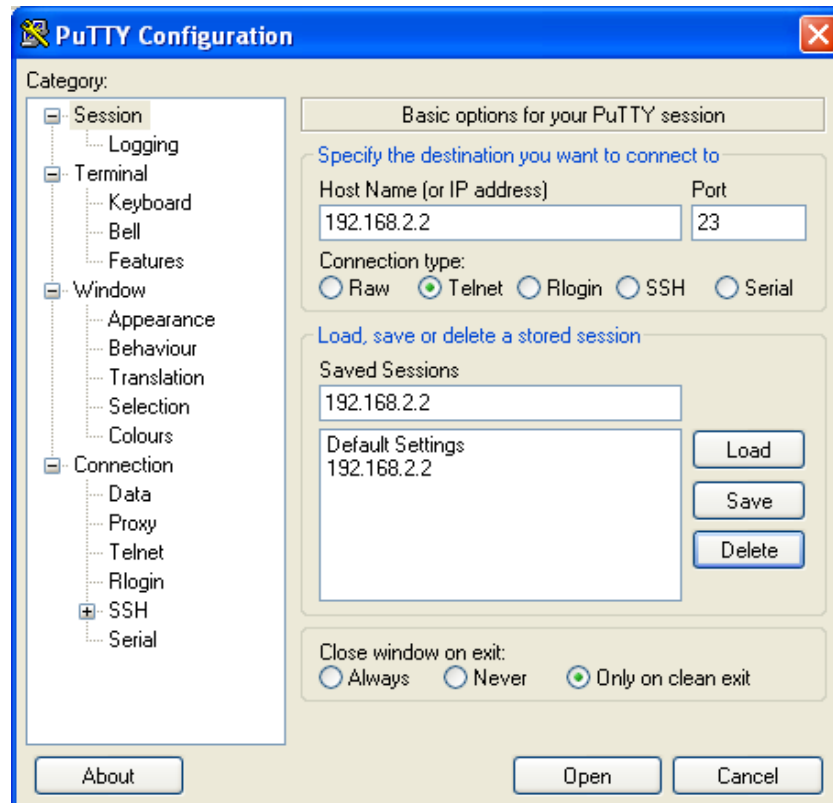 PuTTY Configuration
Category:
Session
Logging
Terminal
Keyboard
Bell
Features
Window
Appearance
Behaviour
Translation
Selection
Colours
Connection
Data
Proxy
Telnet
Rlogin
SSH
Serial
Basic options for your PuTTY session
Specify the destination you want to connect to
Host Name (or IP address) Port
192.168.2.2 23
Connection type:
Raw Telnet Rlogin SSH Serial
Load, save or delete a stored session
Saved Sessions
192.168.2.2
Default Settings
192.168.2.2
Load
Save
Delete
Close window on exit:
Always Never Only on clean exit
About Open Cancel